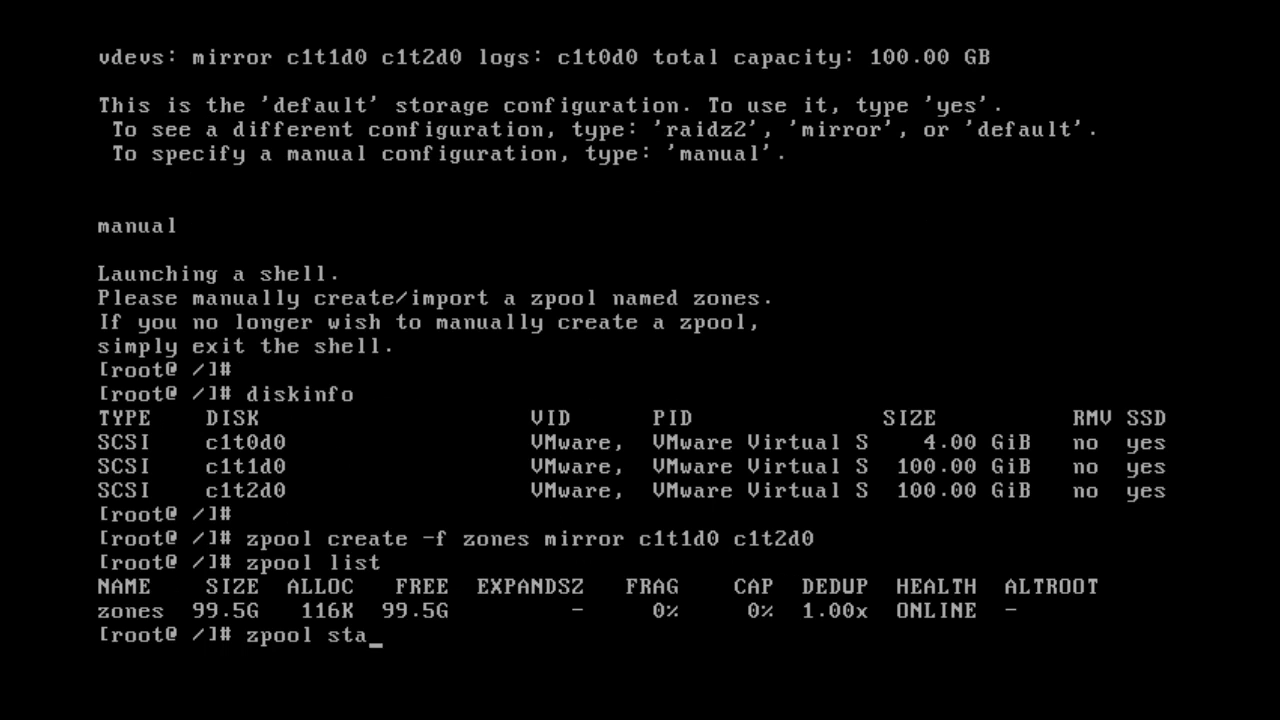 vdevs: mirror c1t1d0 c1t2d0 logs: c1t0d0 total capacity: 100.00 GB
This is the 'default' storage configuration. To use it, type 'yes'.
To see a different configuration, type: 'raidz2', 'mirror', or 'default'.
To specify a manual configuration, type: 'manual'.
manual
Launching a shell.
Please manually create/import a zpool named zones.
If you no longer wish to manually create a zpool,
simply exit the shell.
[root@ /]#
[root@ /]# diskinfo
TYPE DISK VID PID SIZE RMV SSD
SCSI c1t0d0 VMware, VMware Virtual S 4.00 GiB no yes
SCSI c1t1d0 VMware, VMware Virtual S 100.00 GiB no yes
SCSI c1t2d0 VMware, VMware Virtual S 100.00 GiB no yes
[root@ /]#
[root@ /]# zpool create -f zones mirror c1t1d0 c1t2d0
[root@ /]# zpool list
NAME SIZE ALLOC FREE EXPANDSZ FRAG CAP DEDUP HEALTH ALTROOT
zones 99.5G 116K 99.5G - 0% 0% 1.00x ONLINE -
[root@ /]# zpool sta_